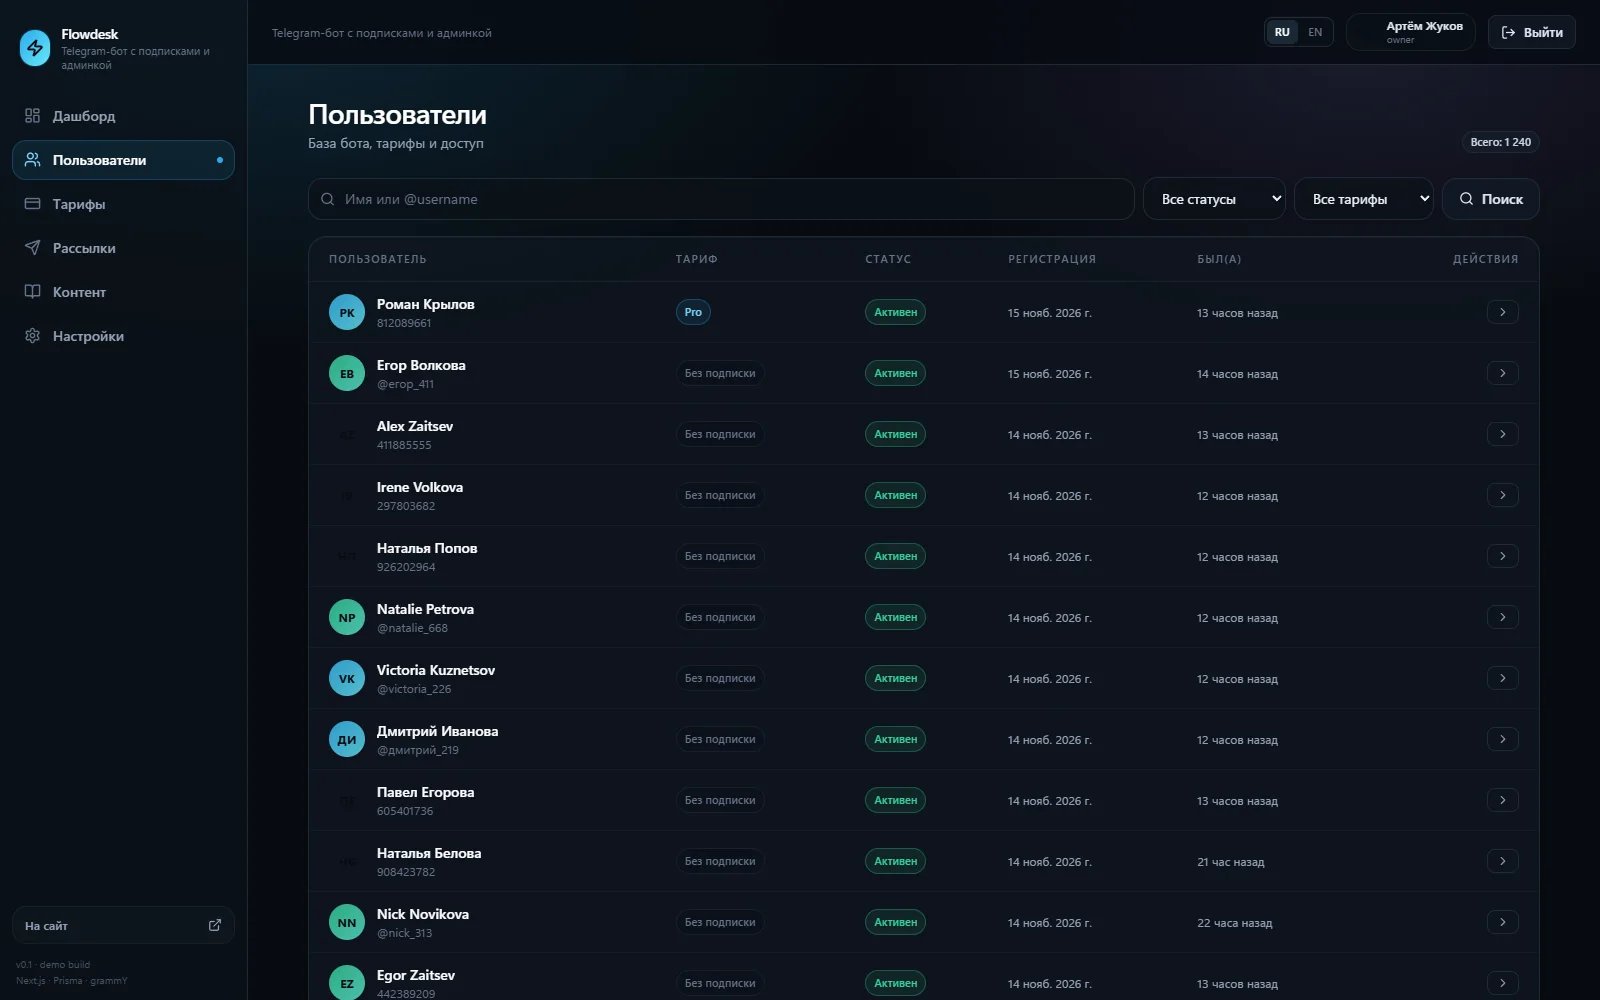 Flowdesk
Telegram-бот с подписками и
админкой
Дашборд
Пользователи
Тарифы
Рассылки
Контент
Настройки
На сайт
v0.1 · demo build
Next.js · Prisma · grammY
Telegram-бот с подписками и админкой
RU EN
Артём Жуков
owner
Выйти
Пользователи
База бота, тарифы и доступ
Всего: 1 240
Имя или @username
Все статусы
Все тарифы
Поиск
ПОЛЬЗОВАТЕЛЬ ТАРИФ СТАТУС РЕГИСТРАЦИЯ БЫЛ(А) ДЕЙСТВИЯ
РК Роман Крылов Pro Активен 15 нояб. 2026 г. 13 часов назад
812089661
ЕВ Егор Волкова Без подписки Активен 15 нояб. 2026 г. 14 часов назад
@егор_411
Alex Zaitsev Без подписки Активен 14 нояб. 2026 г. 13 часов назад
411885555
Irene Volkova Без подписки Активен 14 нояб. 2026 г. 12 часов назад
297803682
Наталья Попов Без подписки Активен 14 нояб. 2026 г. 12 часов назад
926202964
NP Natalie Petrova Без подписки Активен 14 нояб. 2026 г. 12 часов назад
@natalie_668
VK Victoria Kuznetsov Без подписки Активен 14 нояб. 2026 г. 12 часов назад
@victoria_226
ДИ Дмитрий Иванова Без подписки Активен 14 нояб. 2026 г. 12 часов назад
@дмитрий_219
Павел Егорова Без подписки Активен 14 нояб. 2026 г. 13 часов назад
605401736
Наталья Белова Без подписки Активен 14 нояб. 2026 г. 21 час назад
908423782
NN Nick Novikova Без подписки Активен 14 нояб. 2026 г. 22 часа назад
@nick_313
EZ Egor Zaitsev Без подписки Активен 14 нояб. 2026 г. 13 часов назад
442389209